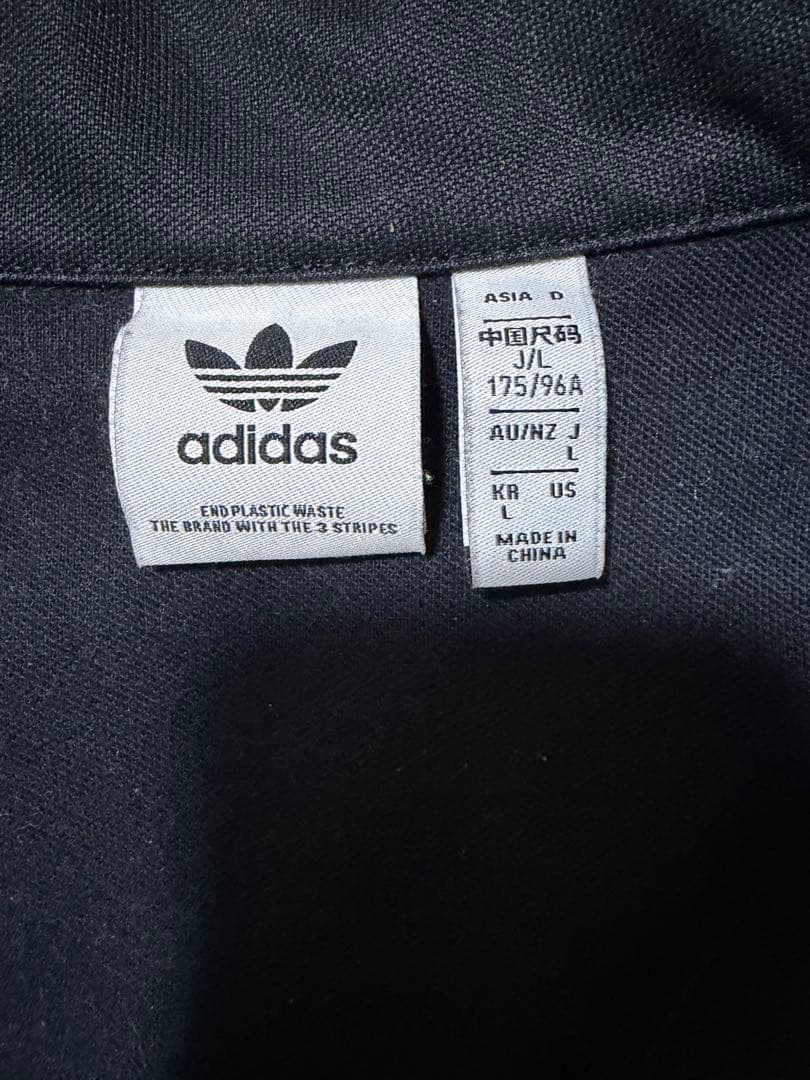 adidas
END PLASTIC WASTE
THE BRAND WITH THE 3 STRIPES
ASIA D
中国尺码
J/L
175/96A
AU/NZ J
L
KR US
L
MADE IN
CHINA